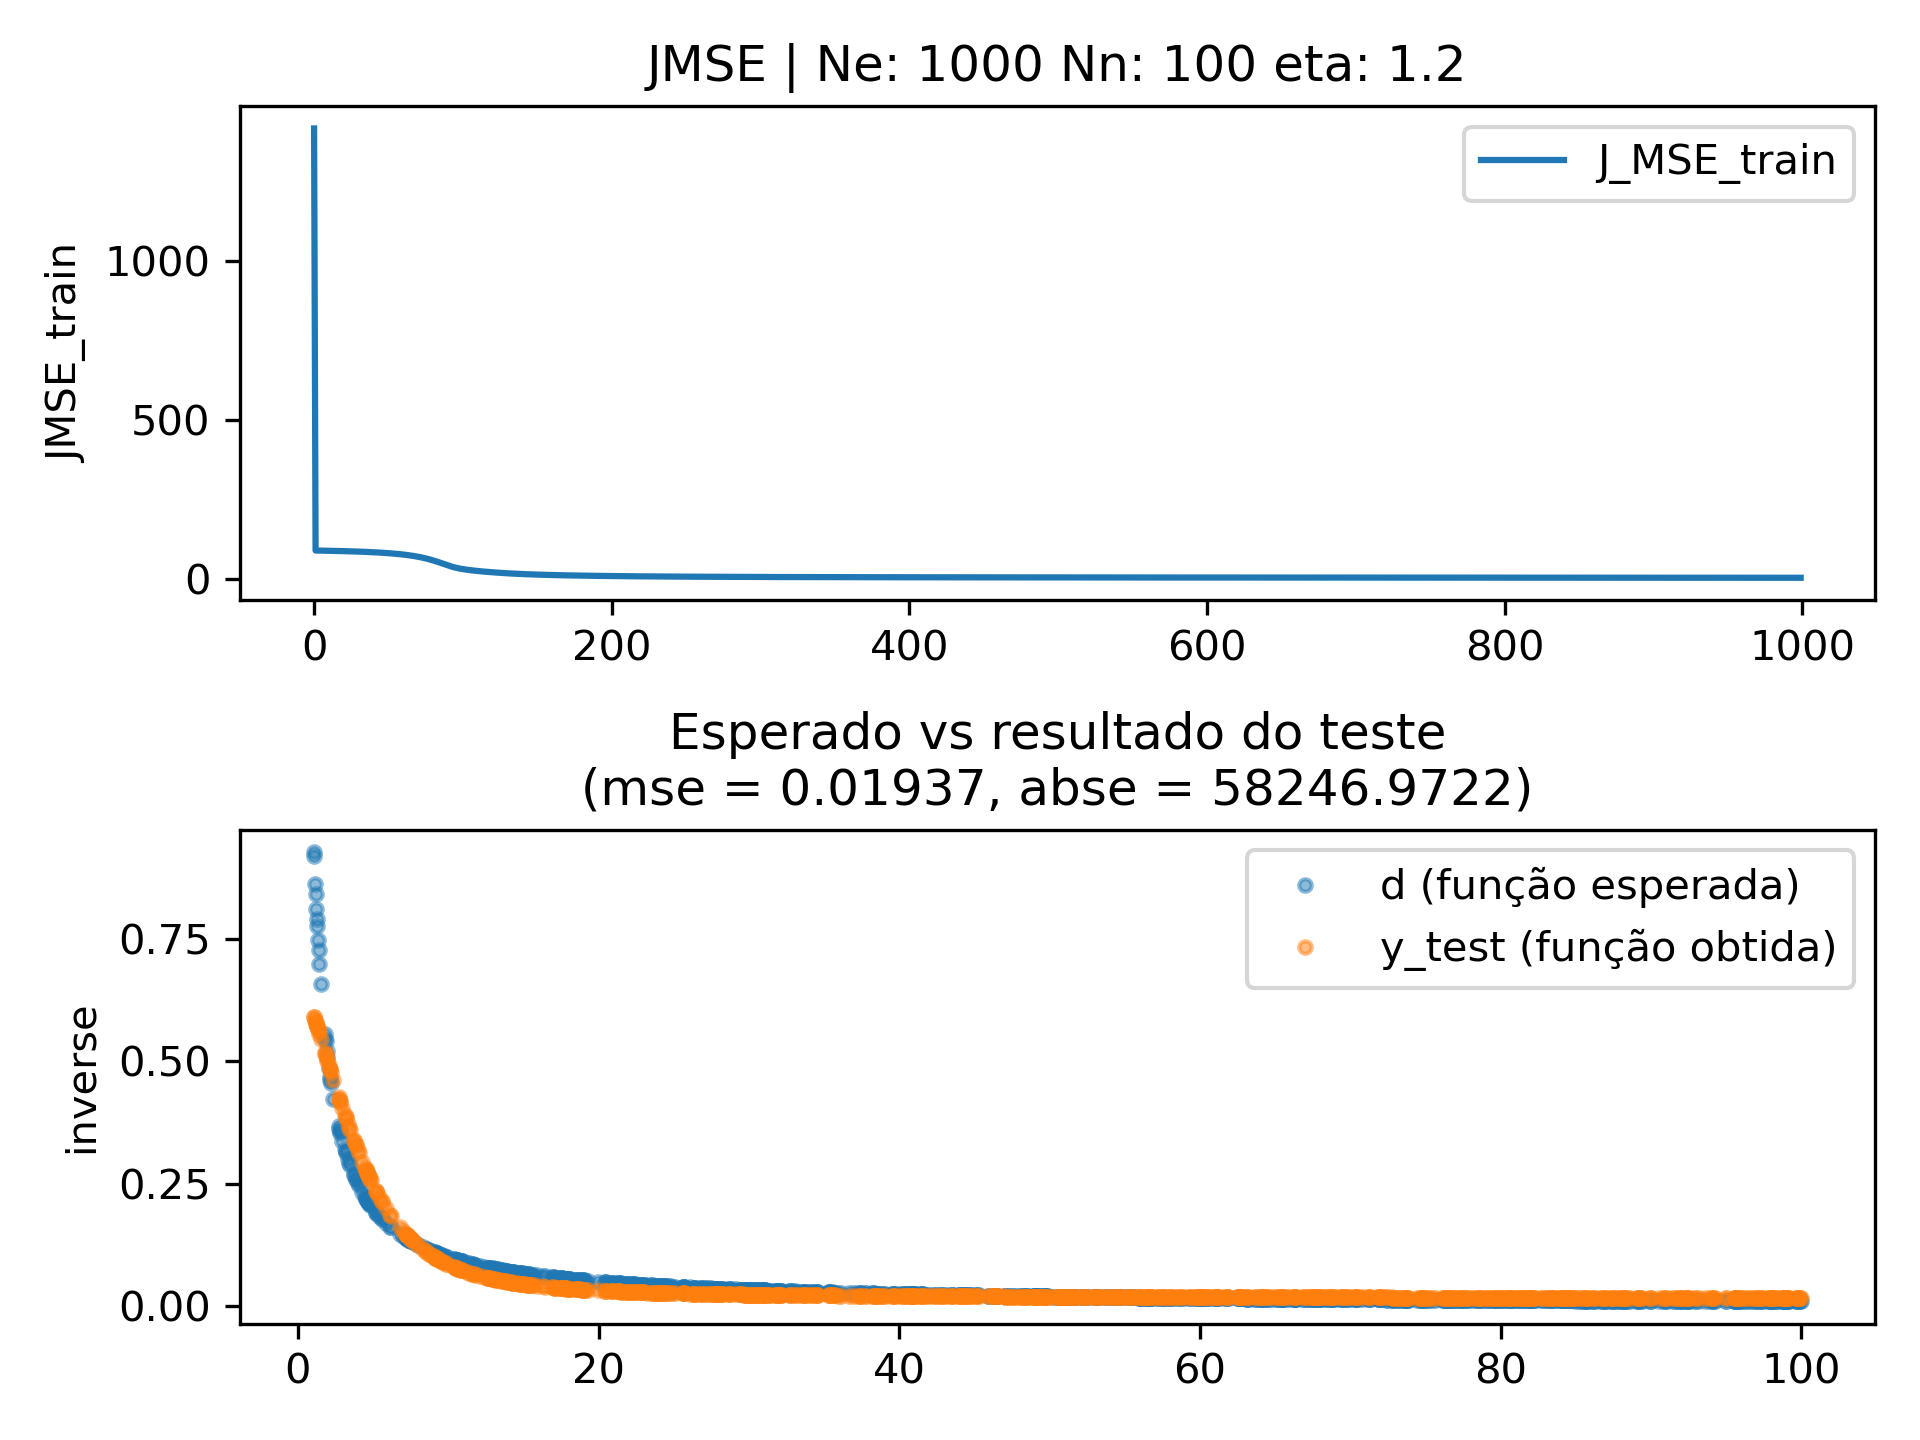 JMSE | Ne: 1000 Nn: 100 eta: 1.2
J_MSE_train
JMSE_train
1000
500
0
0 200 400 600 800 1000
Esperado vs resultado do teste
(mse = 0.01937, abse = 58246.9722)
d (função esperada)
y_test (função obtida)
inverse
0.75
0.50
0.25
0.00
0 20 40 60 80 100